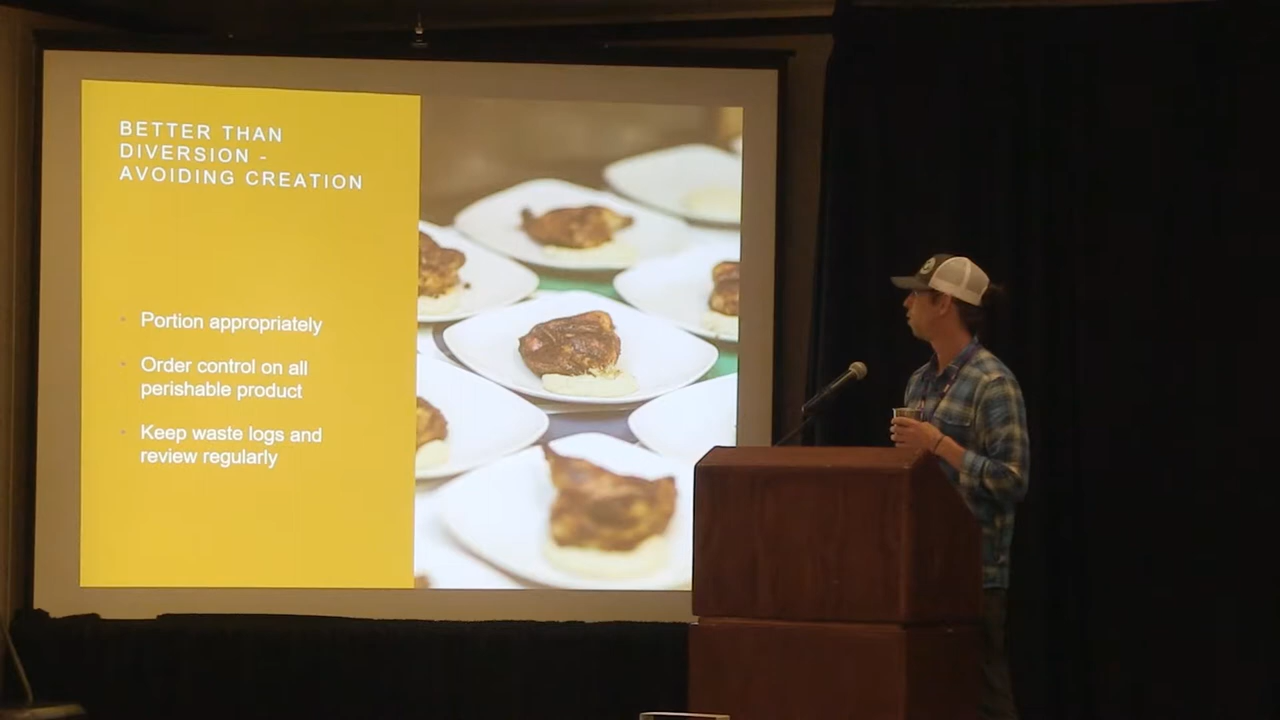 BETTER THAN
DIVERSION -
AVOIDING CREATION
Portion appropriately
Order control on all
perishable product
Keep waste logs and
review regularly